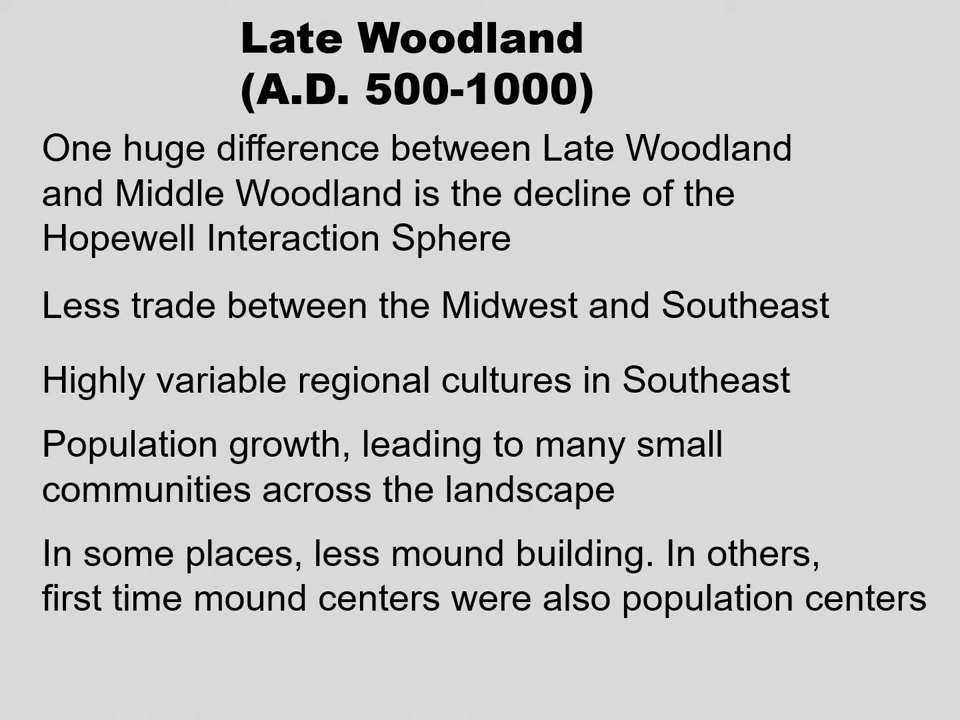 Late Woodland
(A.D. 500-1000)
One huge difference between Late Woodland
and Middle Woodland is the decline of the
Hopewell Interaction Sphere
Less trade between the Midwest and Southeast
Highly variable regional cultures in Southeast
Population growth, leading to many small
communities across the landscape
In some places, less mound building. In others,
first time mound centers were also population centers